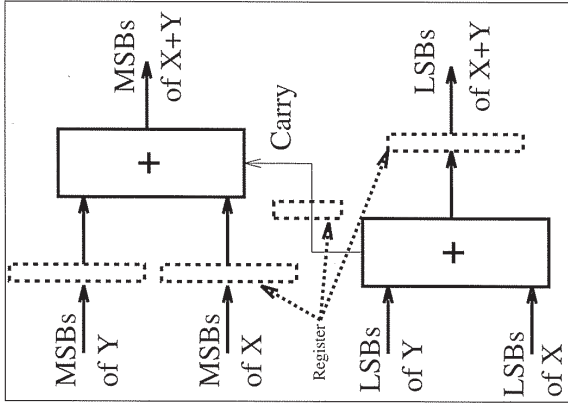 MSBs
of Y
MSBs
of X
+
MSBs
of X+Y
Carry
Register
LSBs
of Y
LSBs
of X
+
LSBs
of X+Y